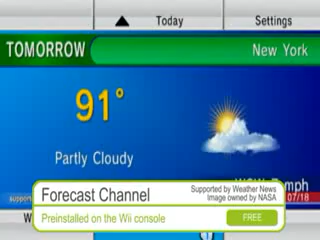 Today
Settings
TOMORROW
New York
91°
Partly Cloudy
mph
07/18
Forecast Channel
Supported by Weather News
Image owned by NASA
Preinstalled on the Wii console
FREE